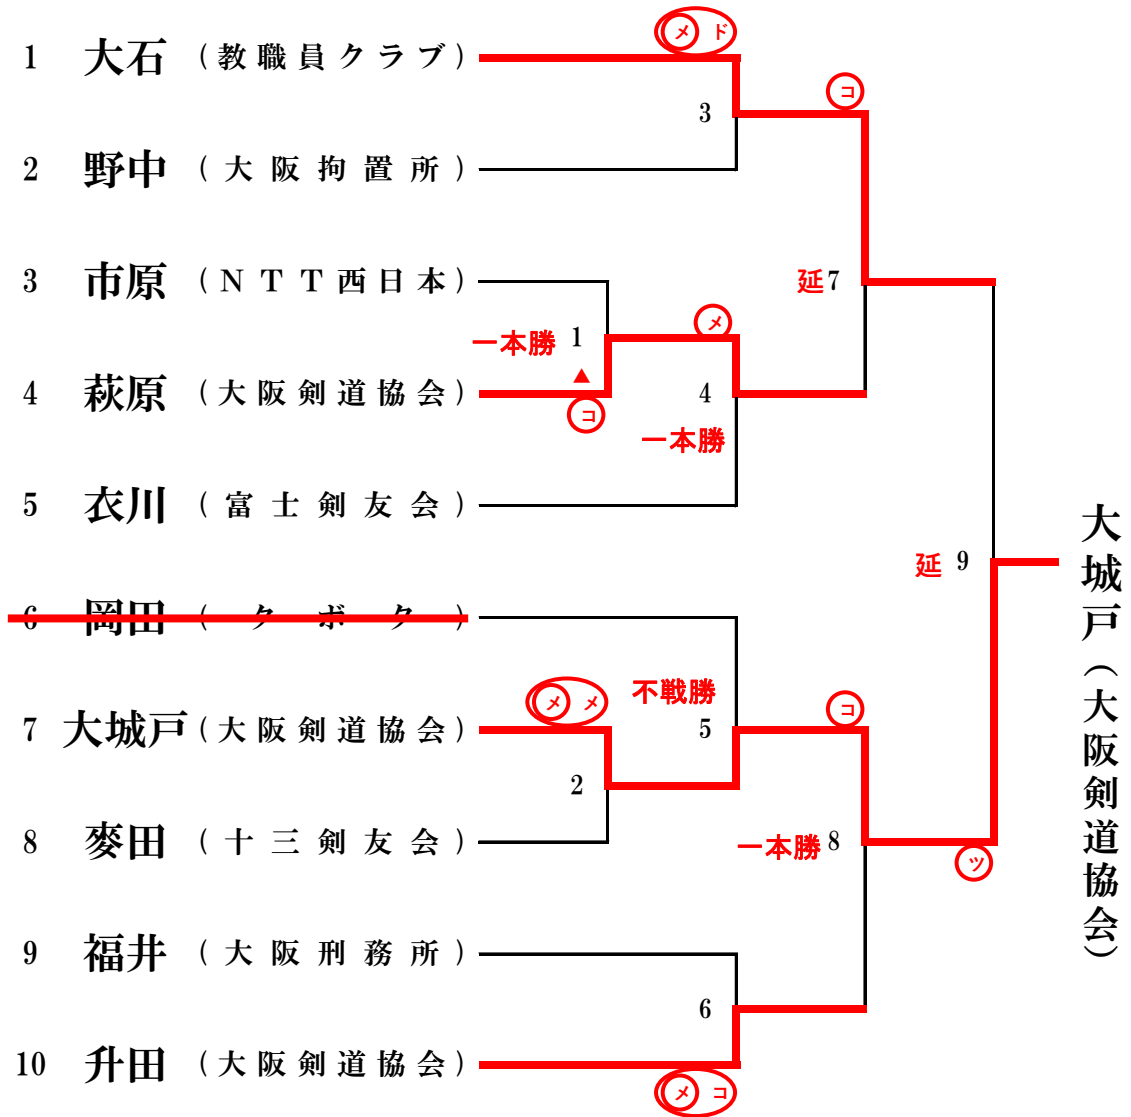 メ ド
1 大石 (教職員クラブ)
コ
3
2 野中 (大阪拘置所)
3 市原 (NTT西日本)
延 7
一本勝 1
メ
▲
4 萩原 (大阪剣道協会)
4
コ
一本勝
5 衣川 (富士剣友会)
延 9
6 岡田 (クボタ)
不戦勝
メ メ
コ
7 大城戸 (大阪剣道協会)
5
2
8 麥田 (十三剣友会)
一本勝 8
ツ
9 福井 (大阪刑務所)
6
10 升田 (大阪剣道協会)
メ コ
大城戸(大阪剣道協会)